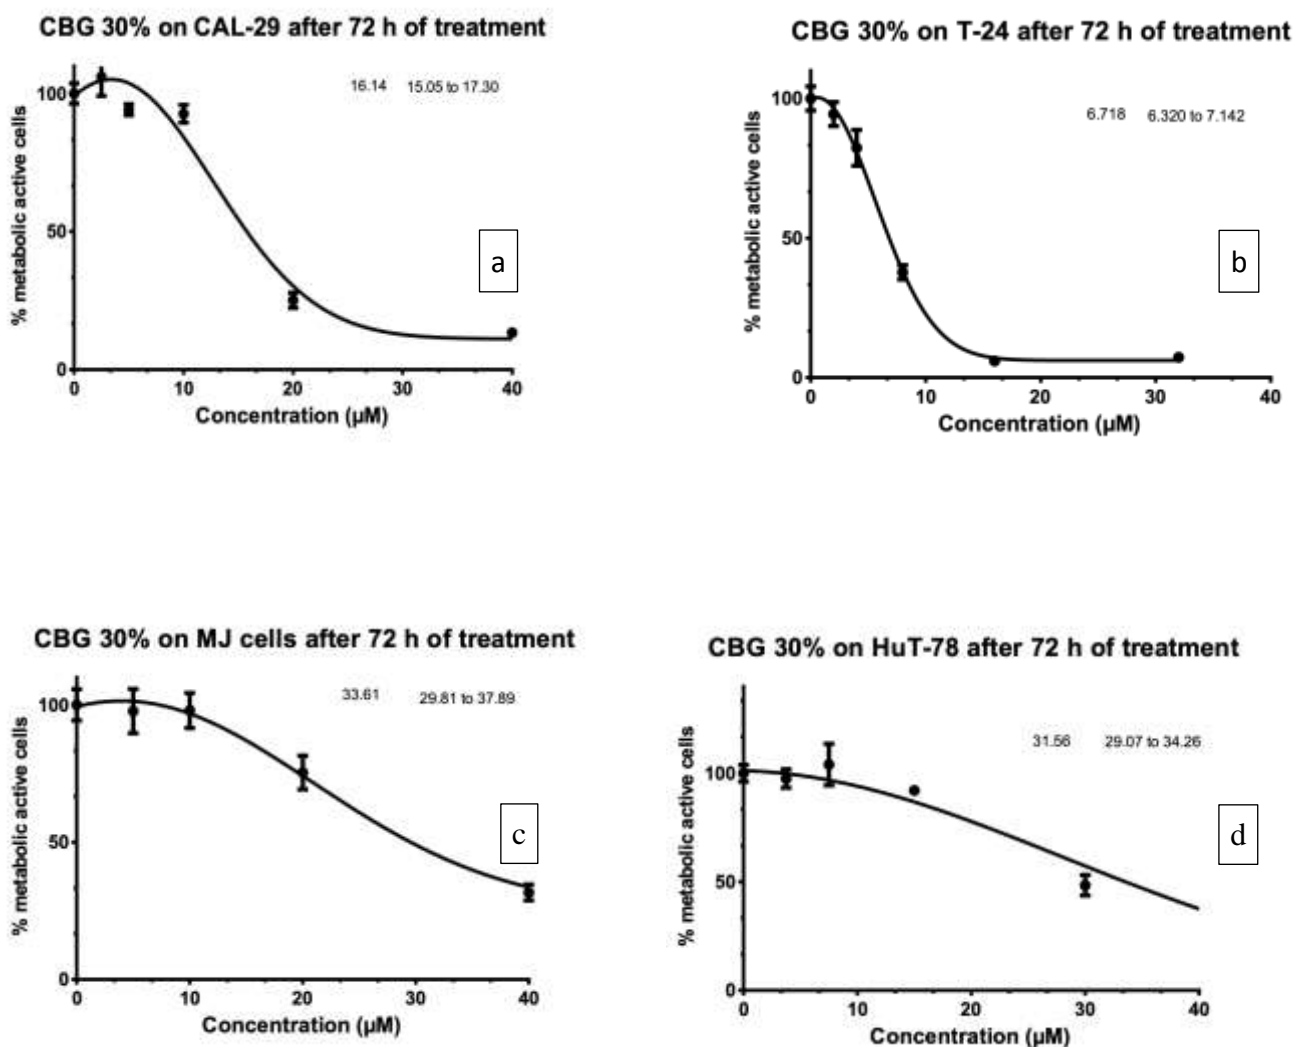 CBG 30% on CAL-29 after 72 h of treatment
16.14 15.05 to 17.30
100
50
0
% metabolic active cells
a
0 10 20 30 40
Concentration (µM)
CBG 30% on T-24 after 72 h of treatment
6.718 6.320 to 7.142
100
50
0
% metabolic active cells
b
0 10 20 30 40
Concentration (µM)
CBG 30% on MJ cells after 72 h of treatment
33.61 29.81 to 37.89
100
50
0
% metabolic active cells
c
0 10 20 30 40
Concentration (µM)
CBG 30% on HuT-78 after 72 h of treatment
31.56 29.07 to 34.26
100
50
0
% metabolic active cells
d
0 10 20 30 40
Concentration (µM)